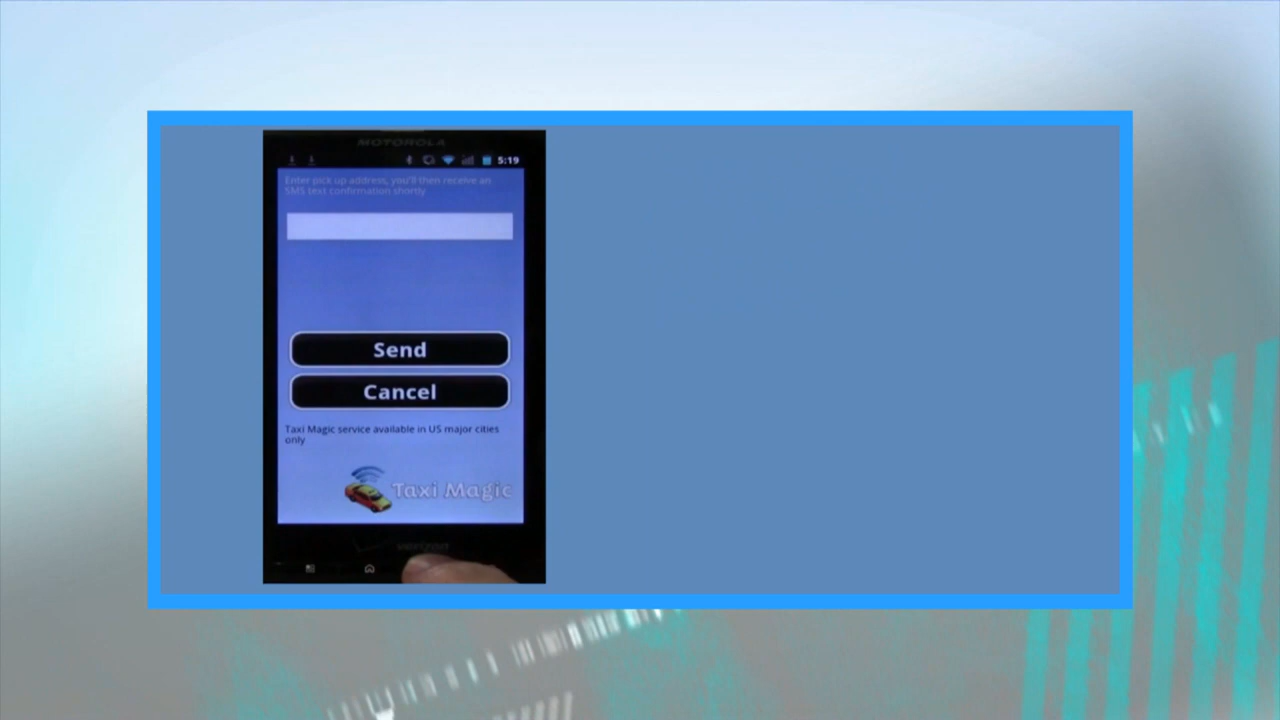 MOTOROLA
5:19
Enter pick up address, you'll then receive an
SMS text confirmation shortly
Send
Cancel
Taxi Magic service available in US major cities
only
Taxi Magic
verizon